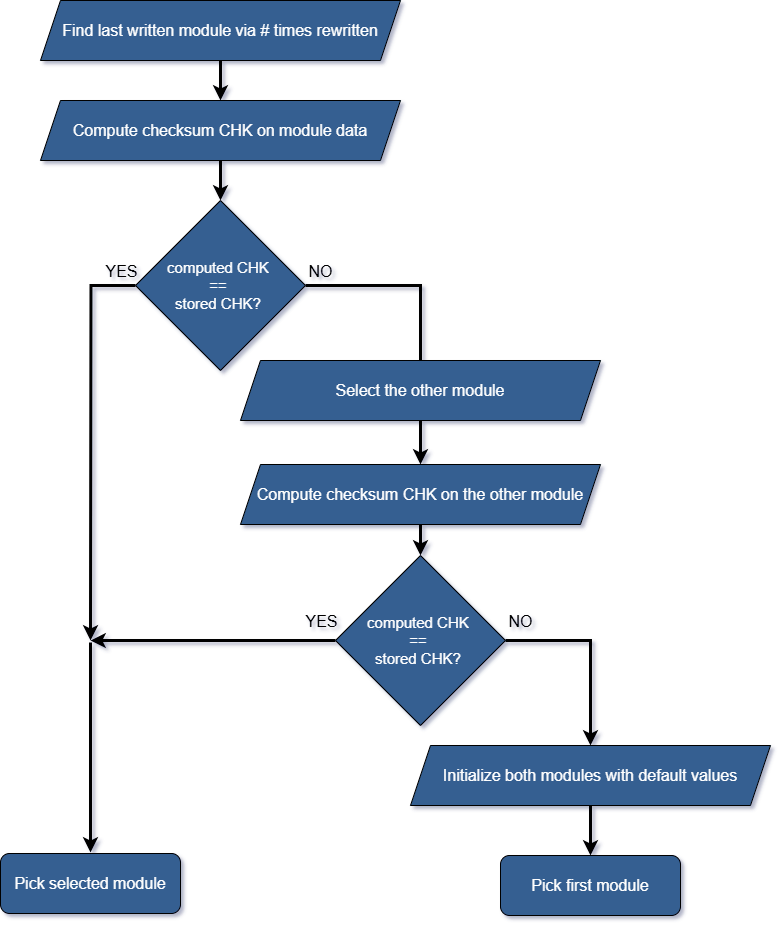 Find last written module via # times rewritten
Compute checksum CHK on module data
YES
computed CHK
==
stored CHK?
NO
Select the other module
Compute checksum CHK on the other module
YES
computed CHK
==
stored CHK?
NO
Initialize both modules with default values
Pick selected module
Pick first module